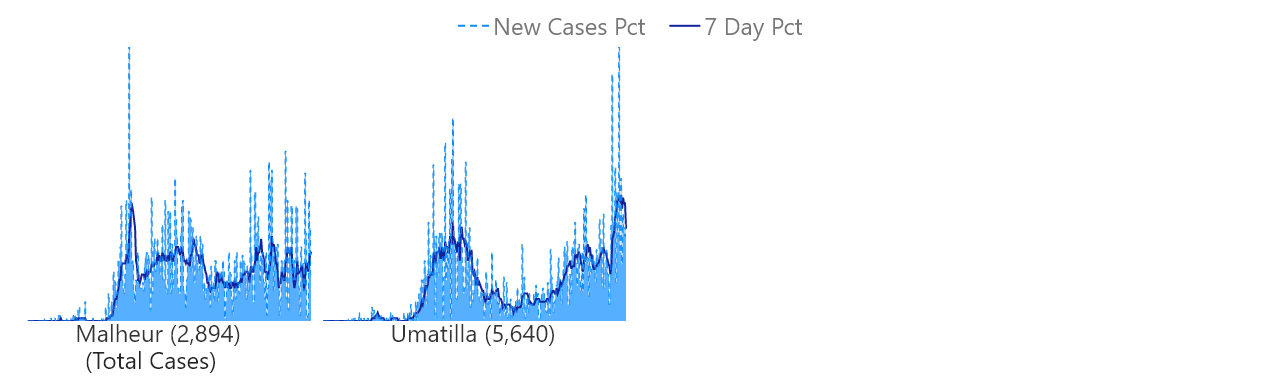 New Cases Pct 7 Day Pct
Malheur (2,894) Umatilla (5,640)
(Total Cases)